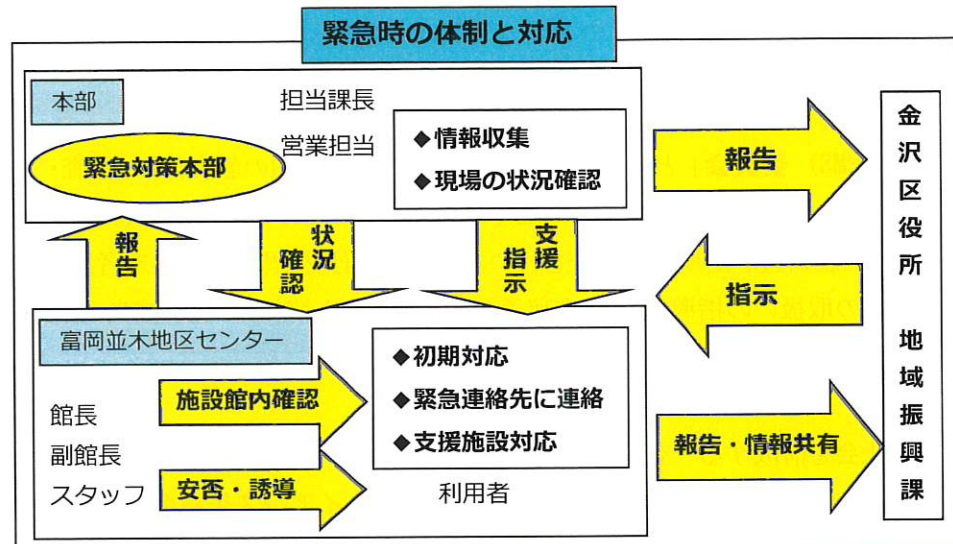 緊急時の体制と対応
本部
担当課長
営業担当
緊急対策本部
◆情報収集
◆現場の状況確認
報告
金沢区役所 地域振興課
報告
状況
確認
支援
指示
指示
富岡並木地区センター
館長
副館長
スタッフ
施設館内確認
安否・誘導
◆初期対応
◆緊急連絡先に連絡
◆支援施設対応
利用者
報告・情報共有